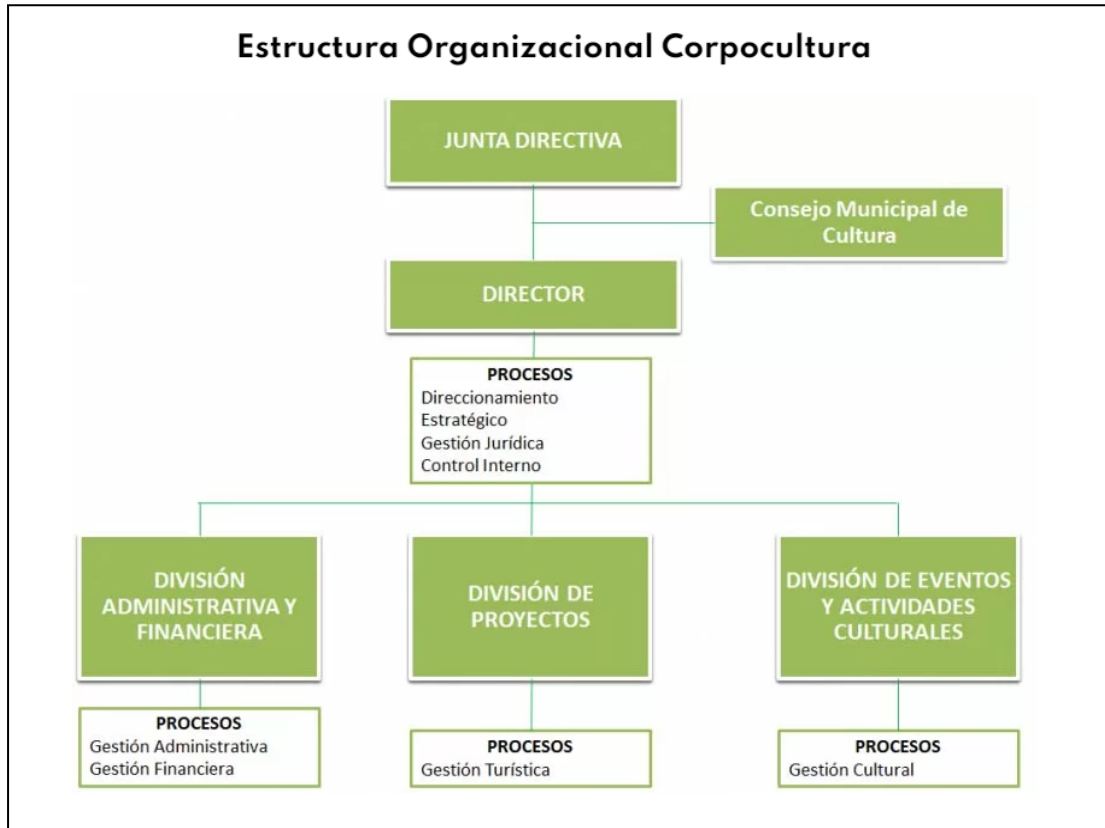 Estructura Organizacional Corpocultura
JUNTA DIRECTIVA
Consejo Municipal de
Cultura
DIRECTOR
PROCESOS
Direccionamiento
Estratégico
Gestión Jurídica
Control Interno
DIVISIÓN
ADMINISTRATIVA Y
FINANCIERA
PROCESOS
Gestión Administrativa
Gestión Financiera
DIVISIÓN DE
PROYECTOS
PROCESOS
Gestión Turística
DIVISIÓN DE EVENTOS
Y ACTIVIDADES
CULTURALES
PROCESOS
Gestión Cultural